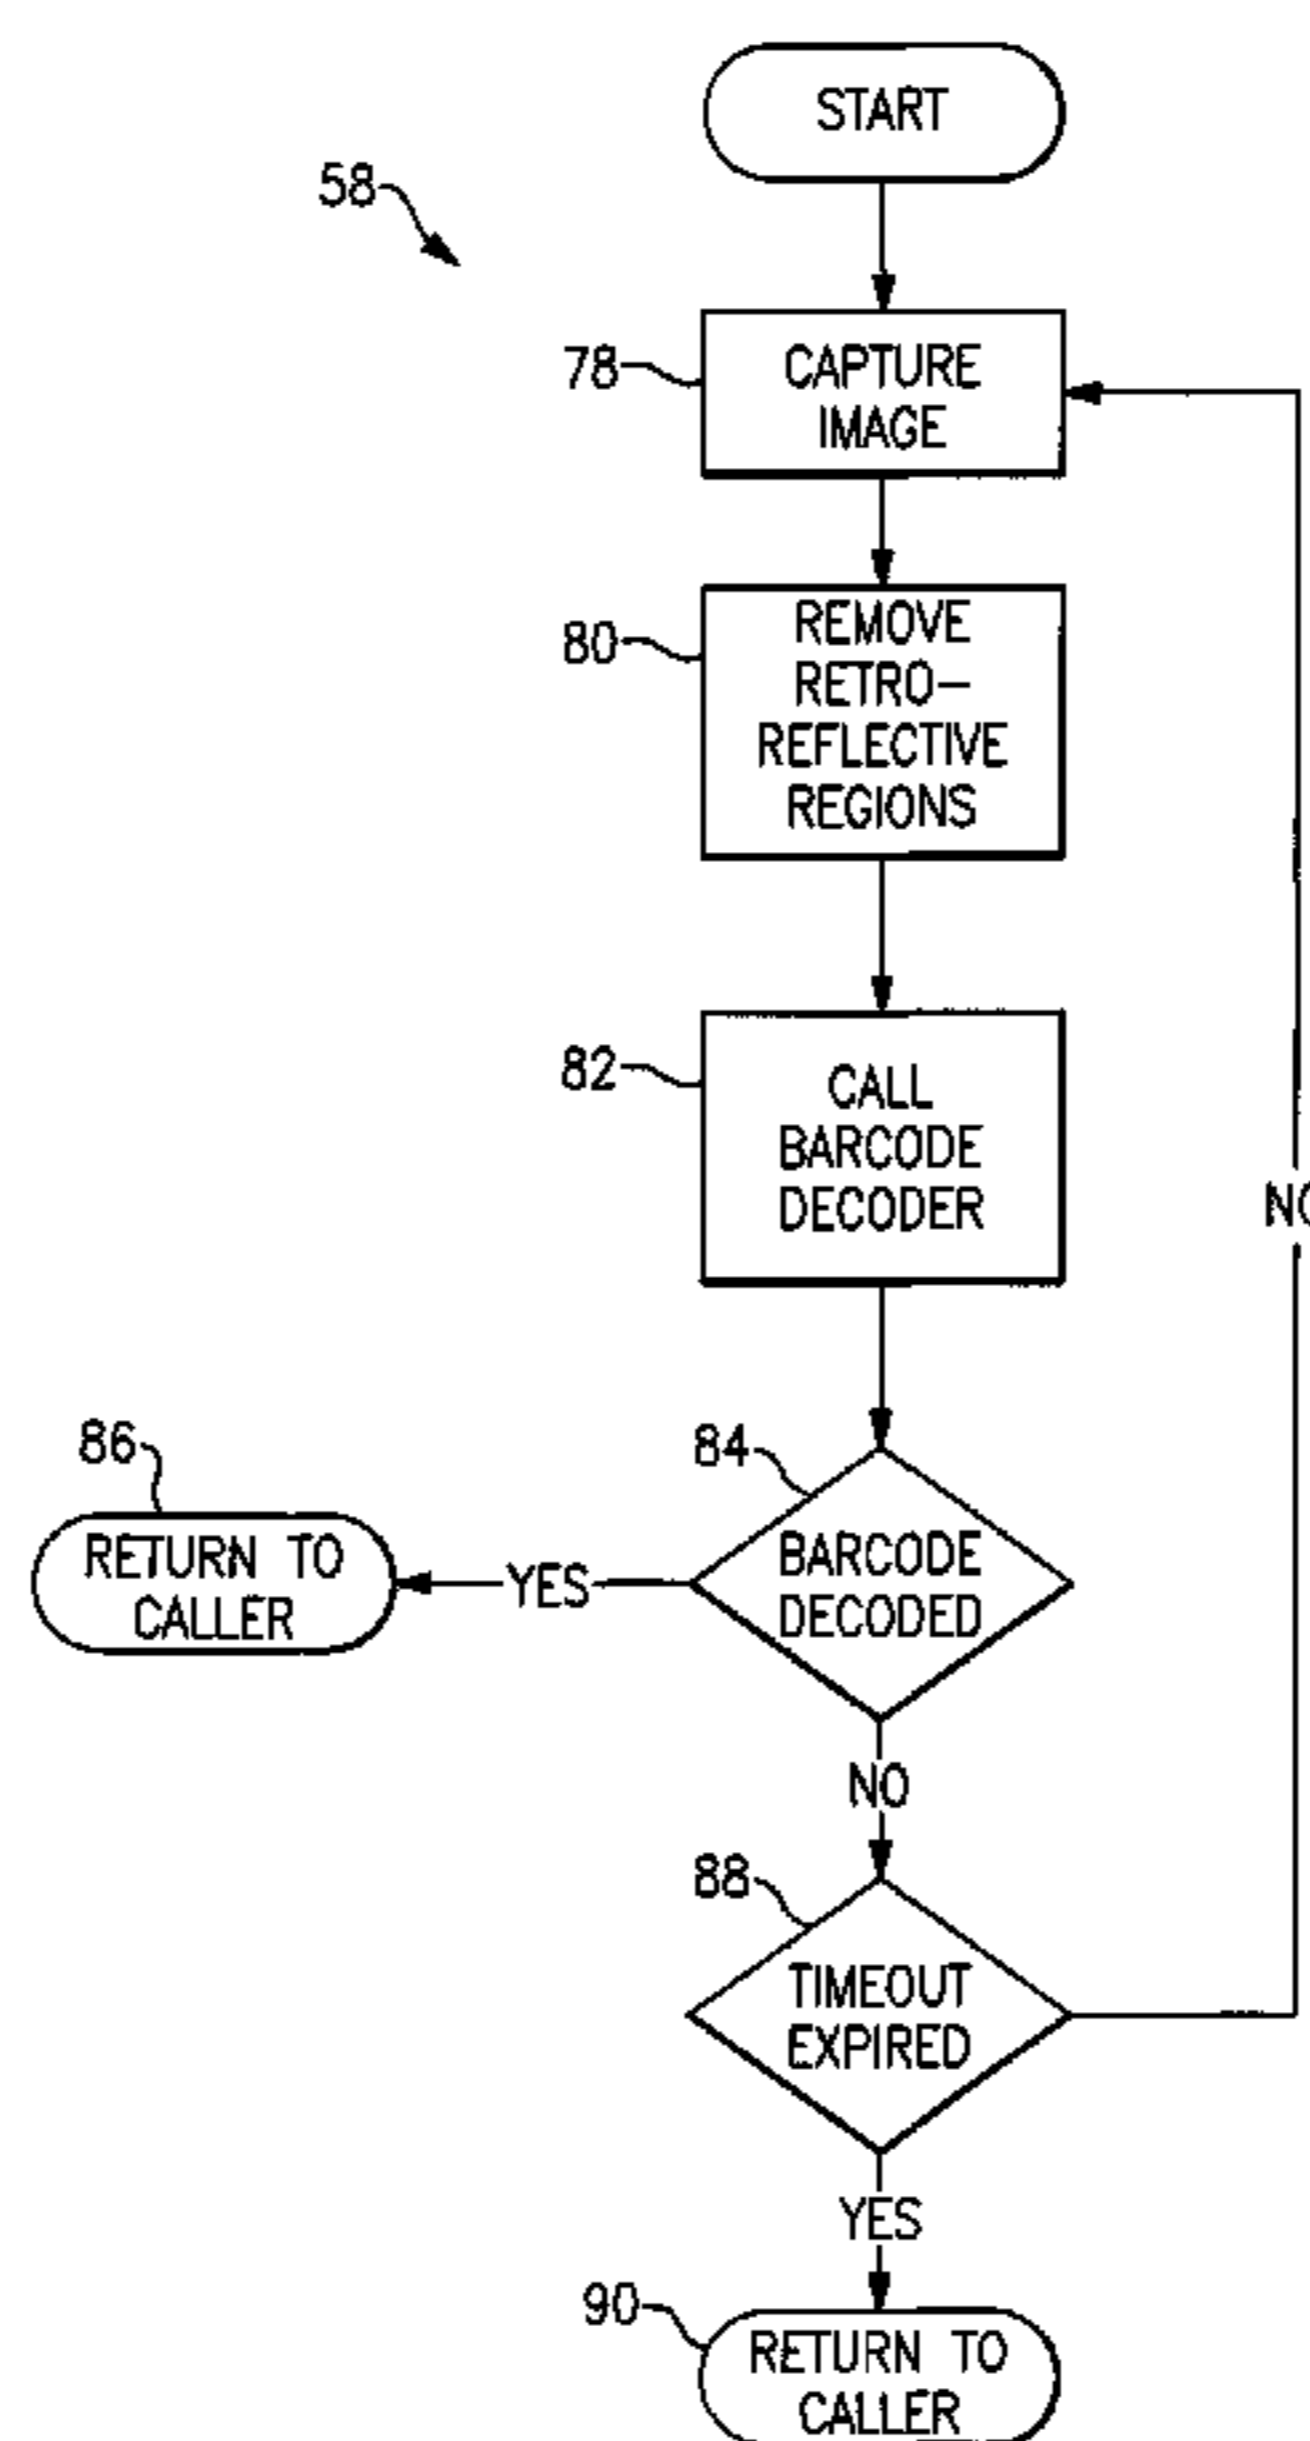 START
58
78
CAPTURE
IMAGE
80
REMOVE
RETRO-
REFLECTIVE
REGIONS
82
CALL
BARCODE
DECODER
NO
86
84
RETURN TO
CALLER
YES
BARCODE
DECODED
NO
88
TIMEOUT
EXPIRED
YES
90
RETURN TO
CALLER